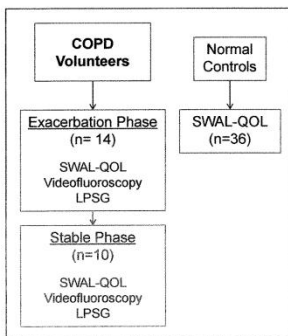 COPD
Volunteers
Normal
Controls
Exacerbation Phase
(n= 14)
SWAL-QOL
Videofluoroscopy
LPSG
SWAL-QOL
(n=36)
Stable Phase
(n=10)
SWAL-QOL
Videofluoroscopy
LPSG